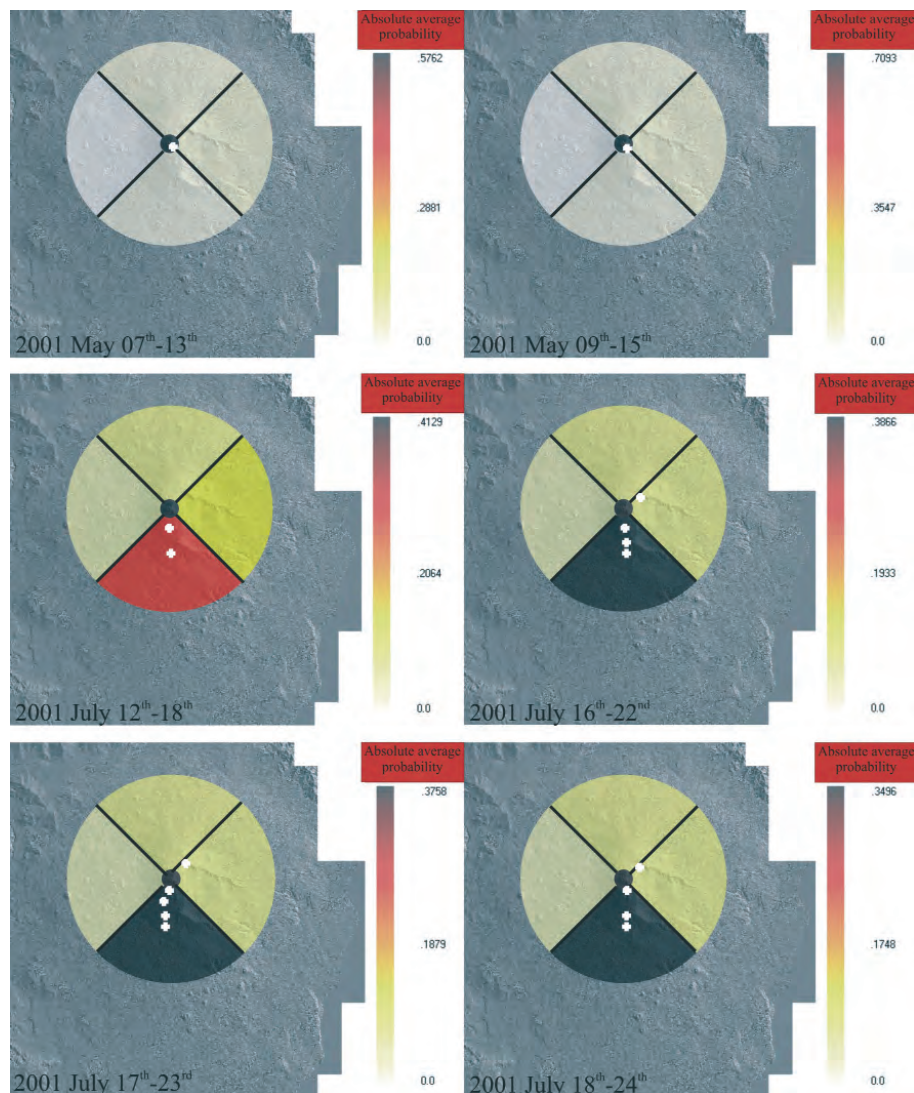 Absolute average
probability
.5762
.2881
0.0
2001 May 07th-13th
Absolute average
probability
.7093
.3547
0.0
2001 May 09th-15th
Absolute average
probability
.4129
.2064
0.0
2001 July 12th-18th
Absolute average
probability
.3866
.1933
0.0
2001 July 16th-22nd
Absolute average
probability
.3758
.1879
0.0
2001 July 17th-23rd
Absolute average
probability
.3496
.1748
0.0
2001 July 18th-24th